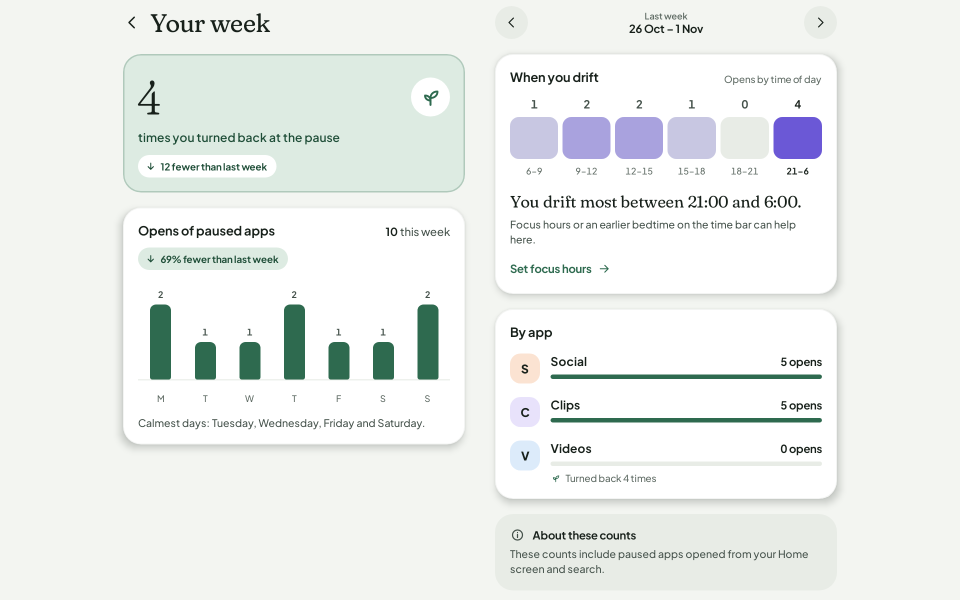 Your week
4
times you turned back at the pause
12 fewer than last week
Opens of paused apps
10 this week
69% fewer than last week
2 1 1 2 1 1 2
M T W T F S S
Calmest days: Tuesday, Wednesday, Friday and Saturday.
Last week
26 Oct – 1 Nov
When you drift
Opens by time of day
1 2 2 1 0 4
6–9 9–12 12–15 15–18 18–21 21–6
You drift most between 21:00 and 6:00.
Focus hours or an earlier bedtime on the time bar can help
here.
Set focus hours
By app
S Social 5 opens
C Clips 5 opens
V Videos 0 opens
Turned back 4 times
About these counts
These counts include paused apps opened from your Home
screen and search.